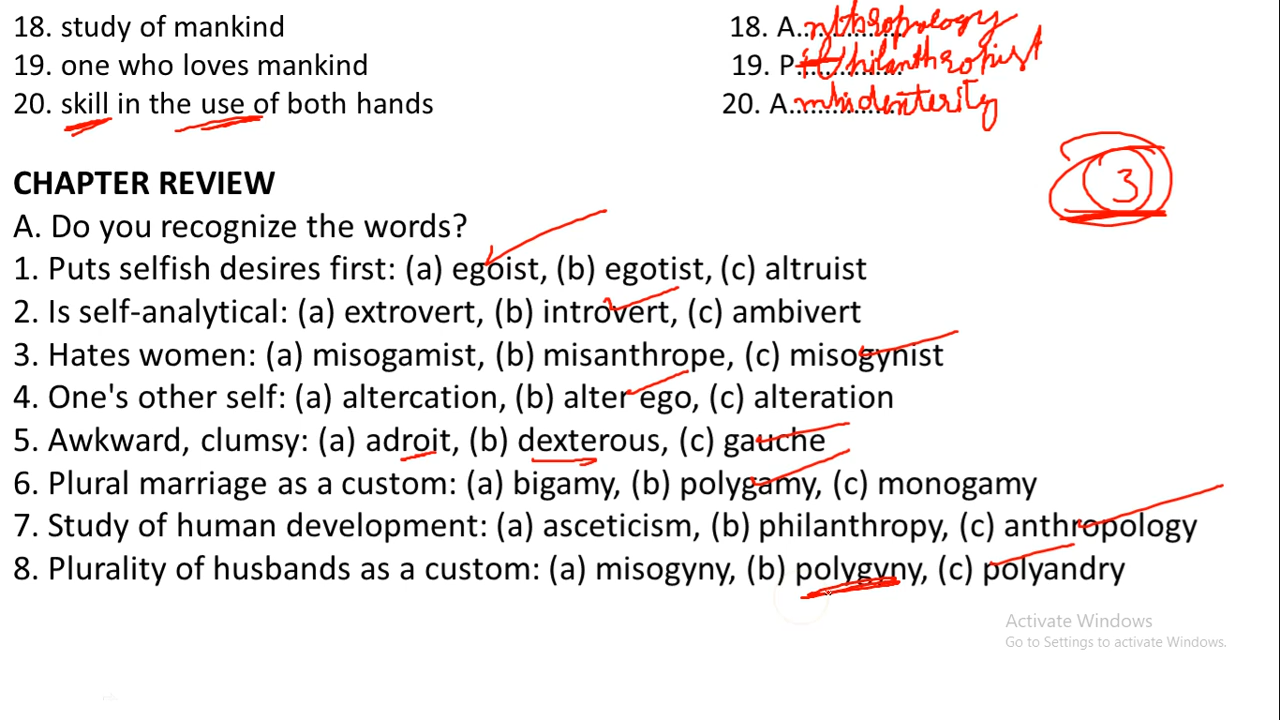 18. study of mankind 18. A..nthropology
19. one who loves mankind 19. P..hilanthropist
20. skill in the use of both hands 20. A..mbidexterity
3
CHAPTER REVIEW
A. Do you recognize the words?
1. Puts selfish desires first: (a) egoist, (b) egotist, (c) altruist
2. Is self-analytical: (a) extrovert, (b) introvert, (c) ambivert
3. Hates women: (a) misogamist, (b) misanthrope, (c) misogynist
4. One's other self: (a) altercation, (b) alter ego, (c) alteration
5. Awkward, clumsy: (a) adroit, (b) dexterous, (c) gauche
6. Plural marriage as a custom: (a) bigamy, (b) polygamy, (c) monogamy
7. Study of human development: (a) asceticism, (b) philanthropy, (c) anthropology
8. Plurality of husbands as a custom: (a) misogyny, (b) polygyny, (c) polyandry
Activate Windows
Go to Settings to activate Windows.